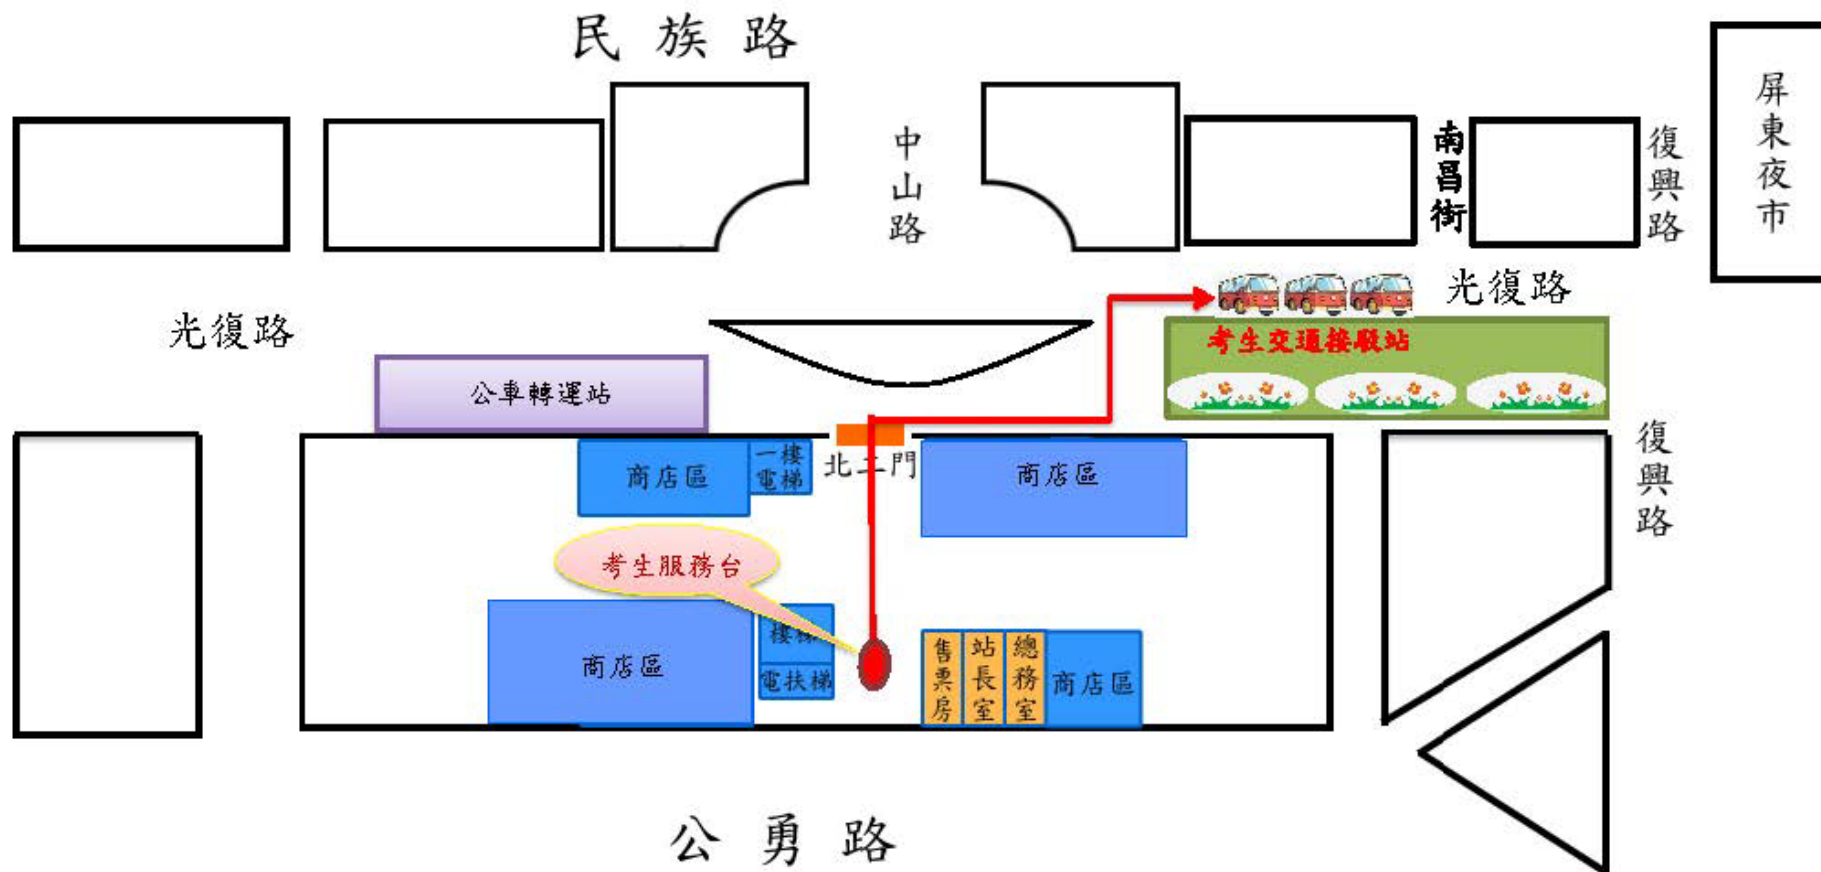 民族路
屏東夜市
中山路
南昌街
復興路
光復路
光復路
考生交通接駁站
公車轉運站
商店區
一樓
電梯
北二門
商店區
復興路
考生服務台
樓梯
電扶梯
商店區
售票房
站長室
總務室
商店區
公勇路